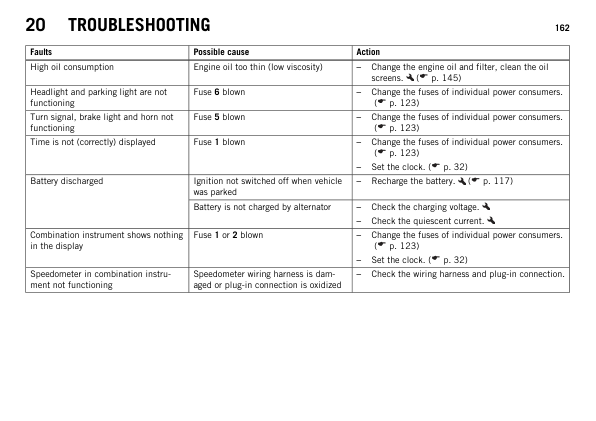 20 TROUBLESHOOTING 162
Faults Possible cause Action
High oil consumption Engine oil too thin (low viscosity) – Change the engine oil and filter, clean the oil
screens. (☛ p. 145)
Headlight and parking light are not Fuse 6 blown – Change the fuses of individual power consumers.
functioning (☛ p. 123)
Turn signal, brake light and horn not Fuse 5 blown – Change the fuses of individual power consumers.
functioning (☛ p. 123)
Time is not (correctly) displayed Fuse 1 blown – Change the fuses of individual power consumers.
(☛ p. 123)
– Set the clock. (☛ p. 32)
Battery discharged Ignition not switched off when vehicle – Recharge the battery. (☛ p. 117)
was parked
Battery is not charged by alternator – Check the charging voltage.
– Check the quiescent current.
Combination instrument shows nothing Fuse 1 or 2 blown – Change the fuses of individual power consumers.
in the display (☛ p. 123)
– Set the clock. (☛ p. 32)
Speedometer in combination instru- Speedometer wiring harness is dam- – Check the wiring harness and plug-in connection.
ment not functioning aged or plug-in connection is oxidized